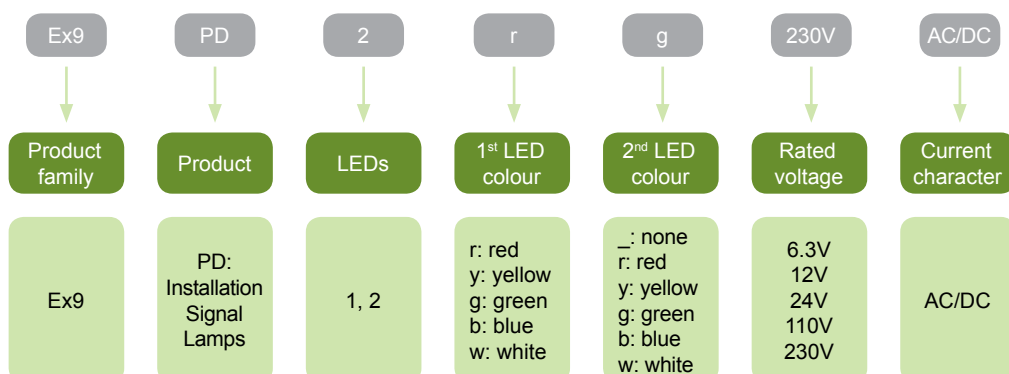 Ex9
PD
2
r
g
230V
AC/DC
Product
family
Product
LEDs
1st LED
colour
2nd LED
colour
Rated
voltage
Current
character
Ex9
PD:
Installation
Signal
Lamps
1, 2
r: red
y: yellow
g: green
b: blue
w: white
_: none
r: red
y: yellow
g: green
b: blue
w: white
6.3V
12V
24V
110V
230V
AC/DC